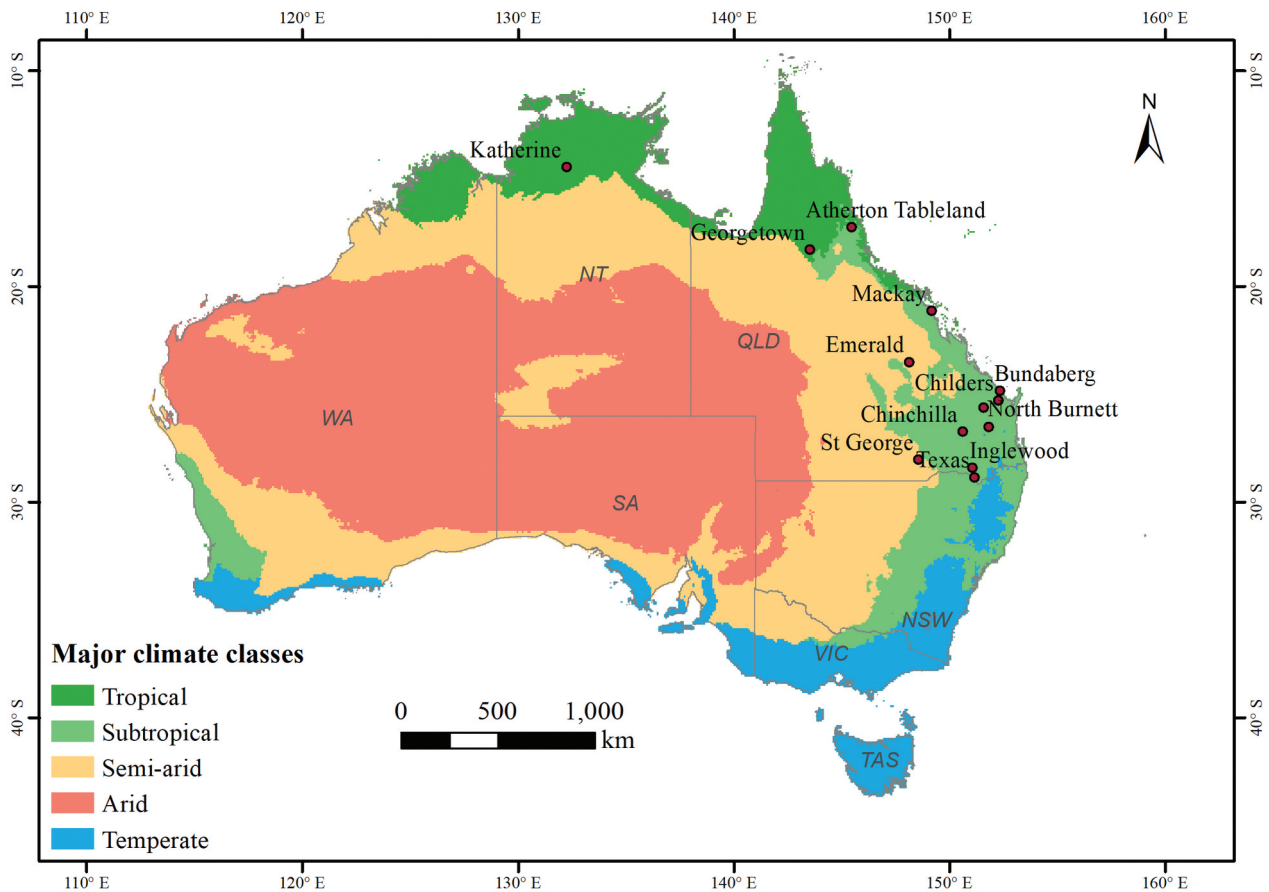 110° E 120° E 130° E 140° E 150° E 160° E
10° S 10° S
N
Katherine
Atherton Tableland
Georgetown
NT
20° S 20° S
Mackay
QLD
Emerald
Bundaberg
Childers
North Burnett
Chinchilla
WA
St George
Inglewood
Texas
SA
30° S 30° S
NSW
VIC
Major climate classes
Tropical
0 500 1,000
km
40° S 40° S
Subtropical
TAS
Semi-arid
Arid
Temperate
110° E 120° E 130° E 140° E 150° E 160° E